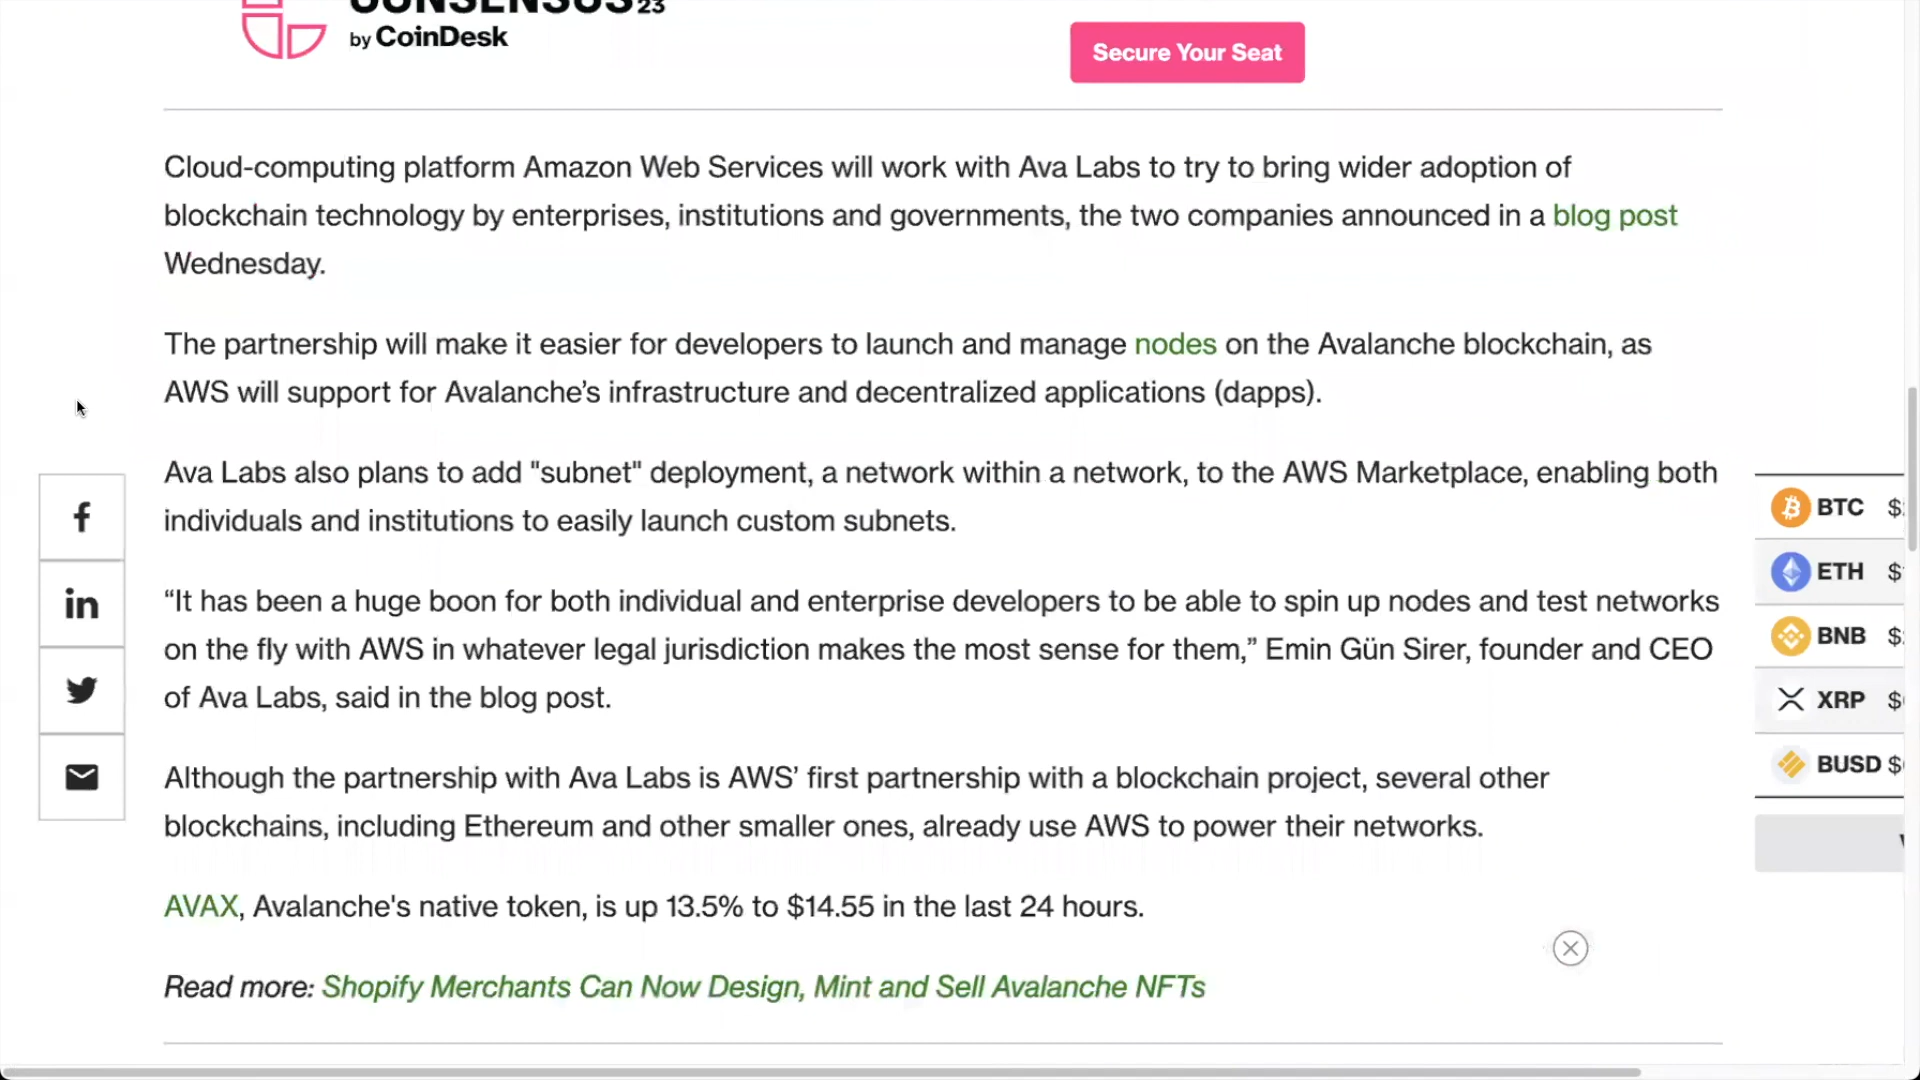 CONSENSUS23
by CoinDesk
Secure Your Seat
Cloud-computing platform Amazon Web Services will work with Ava Labs to try to bring wider adoption of
blockchain technology by enterprises, institutions and governments, the two companies announced in a blog post
Wednesday.
The partnership will make it easier for developers to launch and manage nodes on the Avalanche blockchain, as
AWS will support for Avalanche’s infrastructure and decentralized applications (dapps).
Ava Labs also plans to add "subnet" deployment, a network within a network, to the AWS Marketplace, enabling both
individuals and institutions to easily launch custom subnets.
“It has been a huge boon for both individual and enterprise developers to be able to spin up nodes and test networks
on the fly with AWS in whatever legal jurisdiction makes the most sense for them,” Emin Gün Sirer, founder and CEO
of Ava Labs, said in the blog post.
Although the partnership with Ava Labs is AWS’ first partnership with a blockchain project, several other
blockchains, including Ethereum and other smaller ones, already use AWS to power their networks.
AVAX, Avalanche's native token, is up 13.5% to $14.55 in the last 24 hours.
Read more: Shopify Merchants Can Now Design, Mint and Sell Avalanche NFTs
BTC $
ETH $
BNB $
XRP $
BUSD $